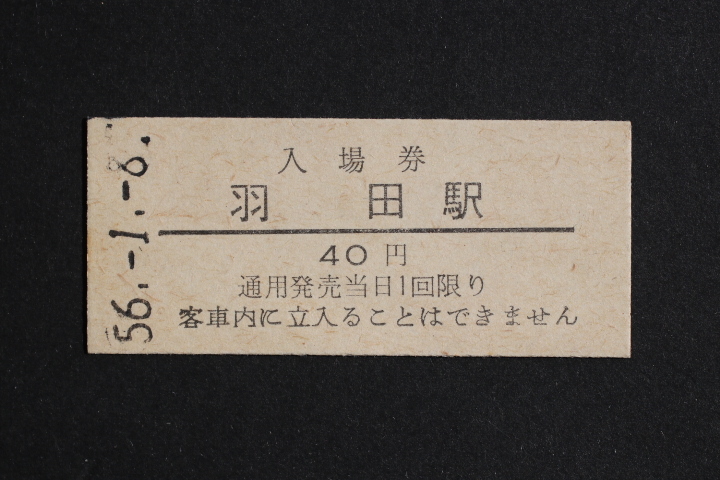 入場券
羽田駅
40円
通用発売当日1回限り
客車内に立入ることはできません
56.-1.-8.